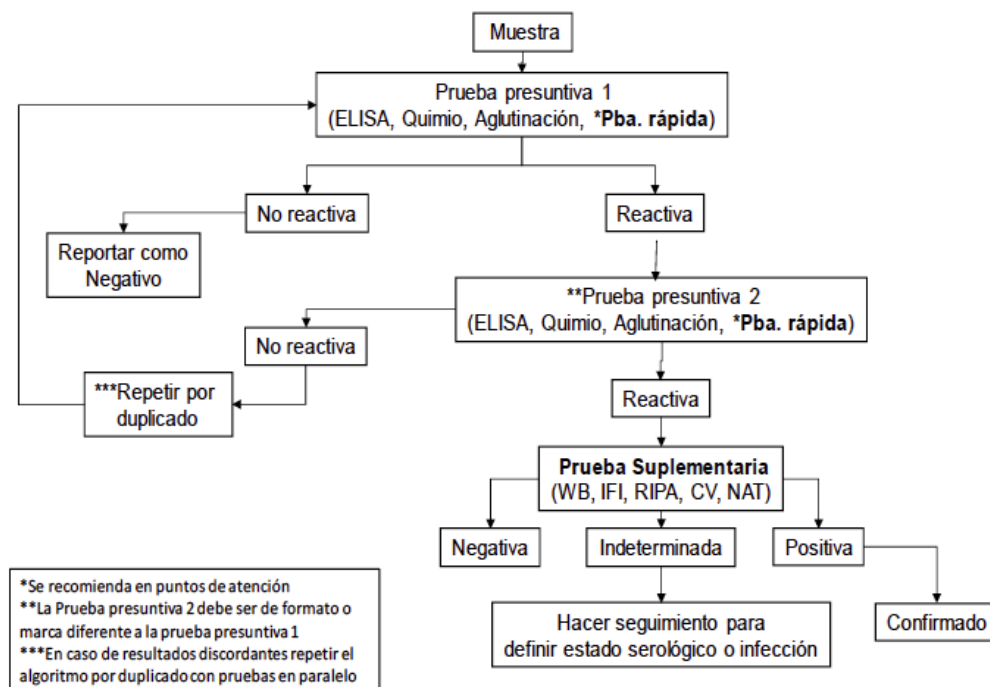 Muestra
Prueba presuntiva 1
(ELISA, Quimio, Aglutinación, *Pba. rápida)
No reactiva
Reactiva
Reportar como
Negativo
**Prueba presuntiva 2
(ELISA, Quimio, Aglutinación, *Pba. rápida)
No reactiva
***Repetir por
duplicado
Reactiva
Prueba Suplementaria
(WB, IFI, RIPA, CV, NAT)
Negativa
Indeterminada
Positiva
Hacer seguimiento para
definir estado serológico o infección
Confirmado
*Se recomienda en puntos de atención
**La Prueba presuntiva 2 debe ser de formato o
marca diferente a la prueba presuntiva 1
***En caso de resultados discordantes repetir el
algoritmo por duplicado con pruebas en paralelo